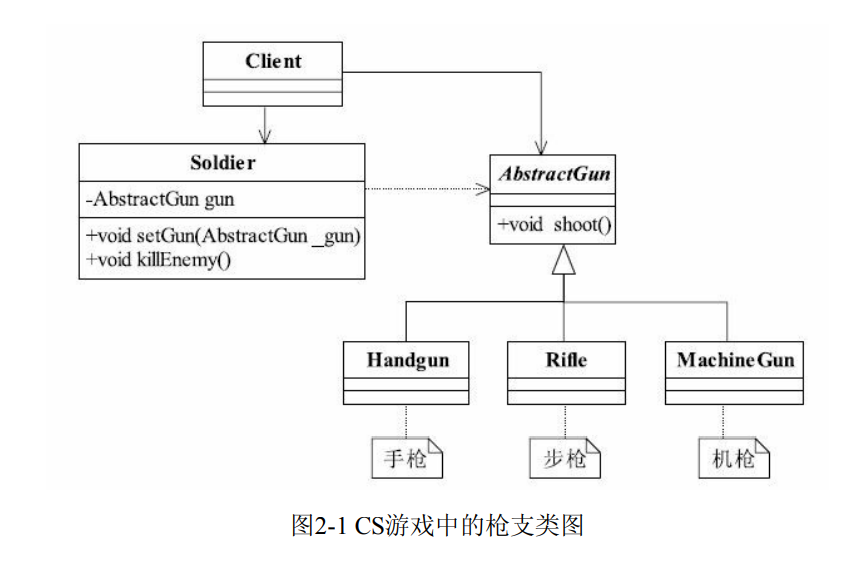 Client
Soldier
-AbstractGun gun
+void setGun(AbstractGun _gun)
+void killEnemy()
AbstractGun
+void shoot()
Handgun
Rifle
MachineGun
手枪
步枪
机枪
图2-1 CS游戏中的枪支类图